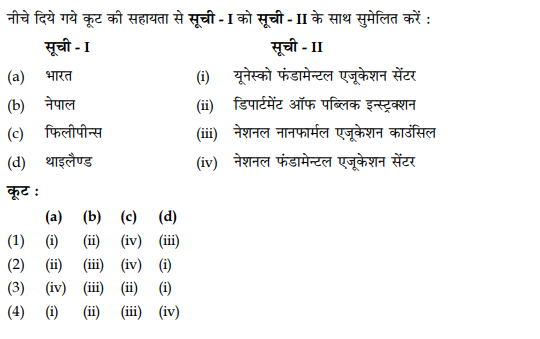 नीचे दिये गये कूट की सहायता से सूची - I को सूची - II के साथ सुमेलित करें :
सूची - I सूची - II
(a) भारत (i) यूनेस्को फंडामेन्टल एजूकेशन सेंटर
(b) नेपाल (ii) डिपार्टमेंट ऑफ पब्लिक इन्स्ट्रक्शन
(c) फिलीपीन्स (iii) नेशनल नानफार्मल एजूकेशन काउंसिल
(d) थाइलैण्ड (iv) नेशनल फंडामेन्टल एजूकेशन सेंटर
कूट :
(a) (b) (c) (d)
(1) (i) (ii) (iv) (iii)
(2) (ii) (iii) (iv) (i)
(3) (iv) (iii) (ii) (i)
(4) (i) (ii) (iii) (iv)